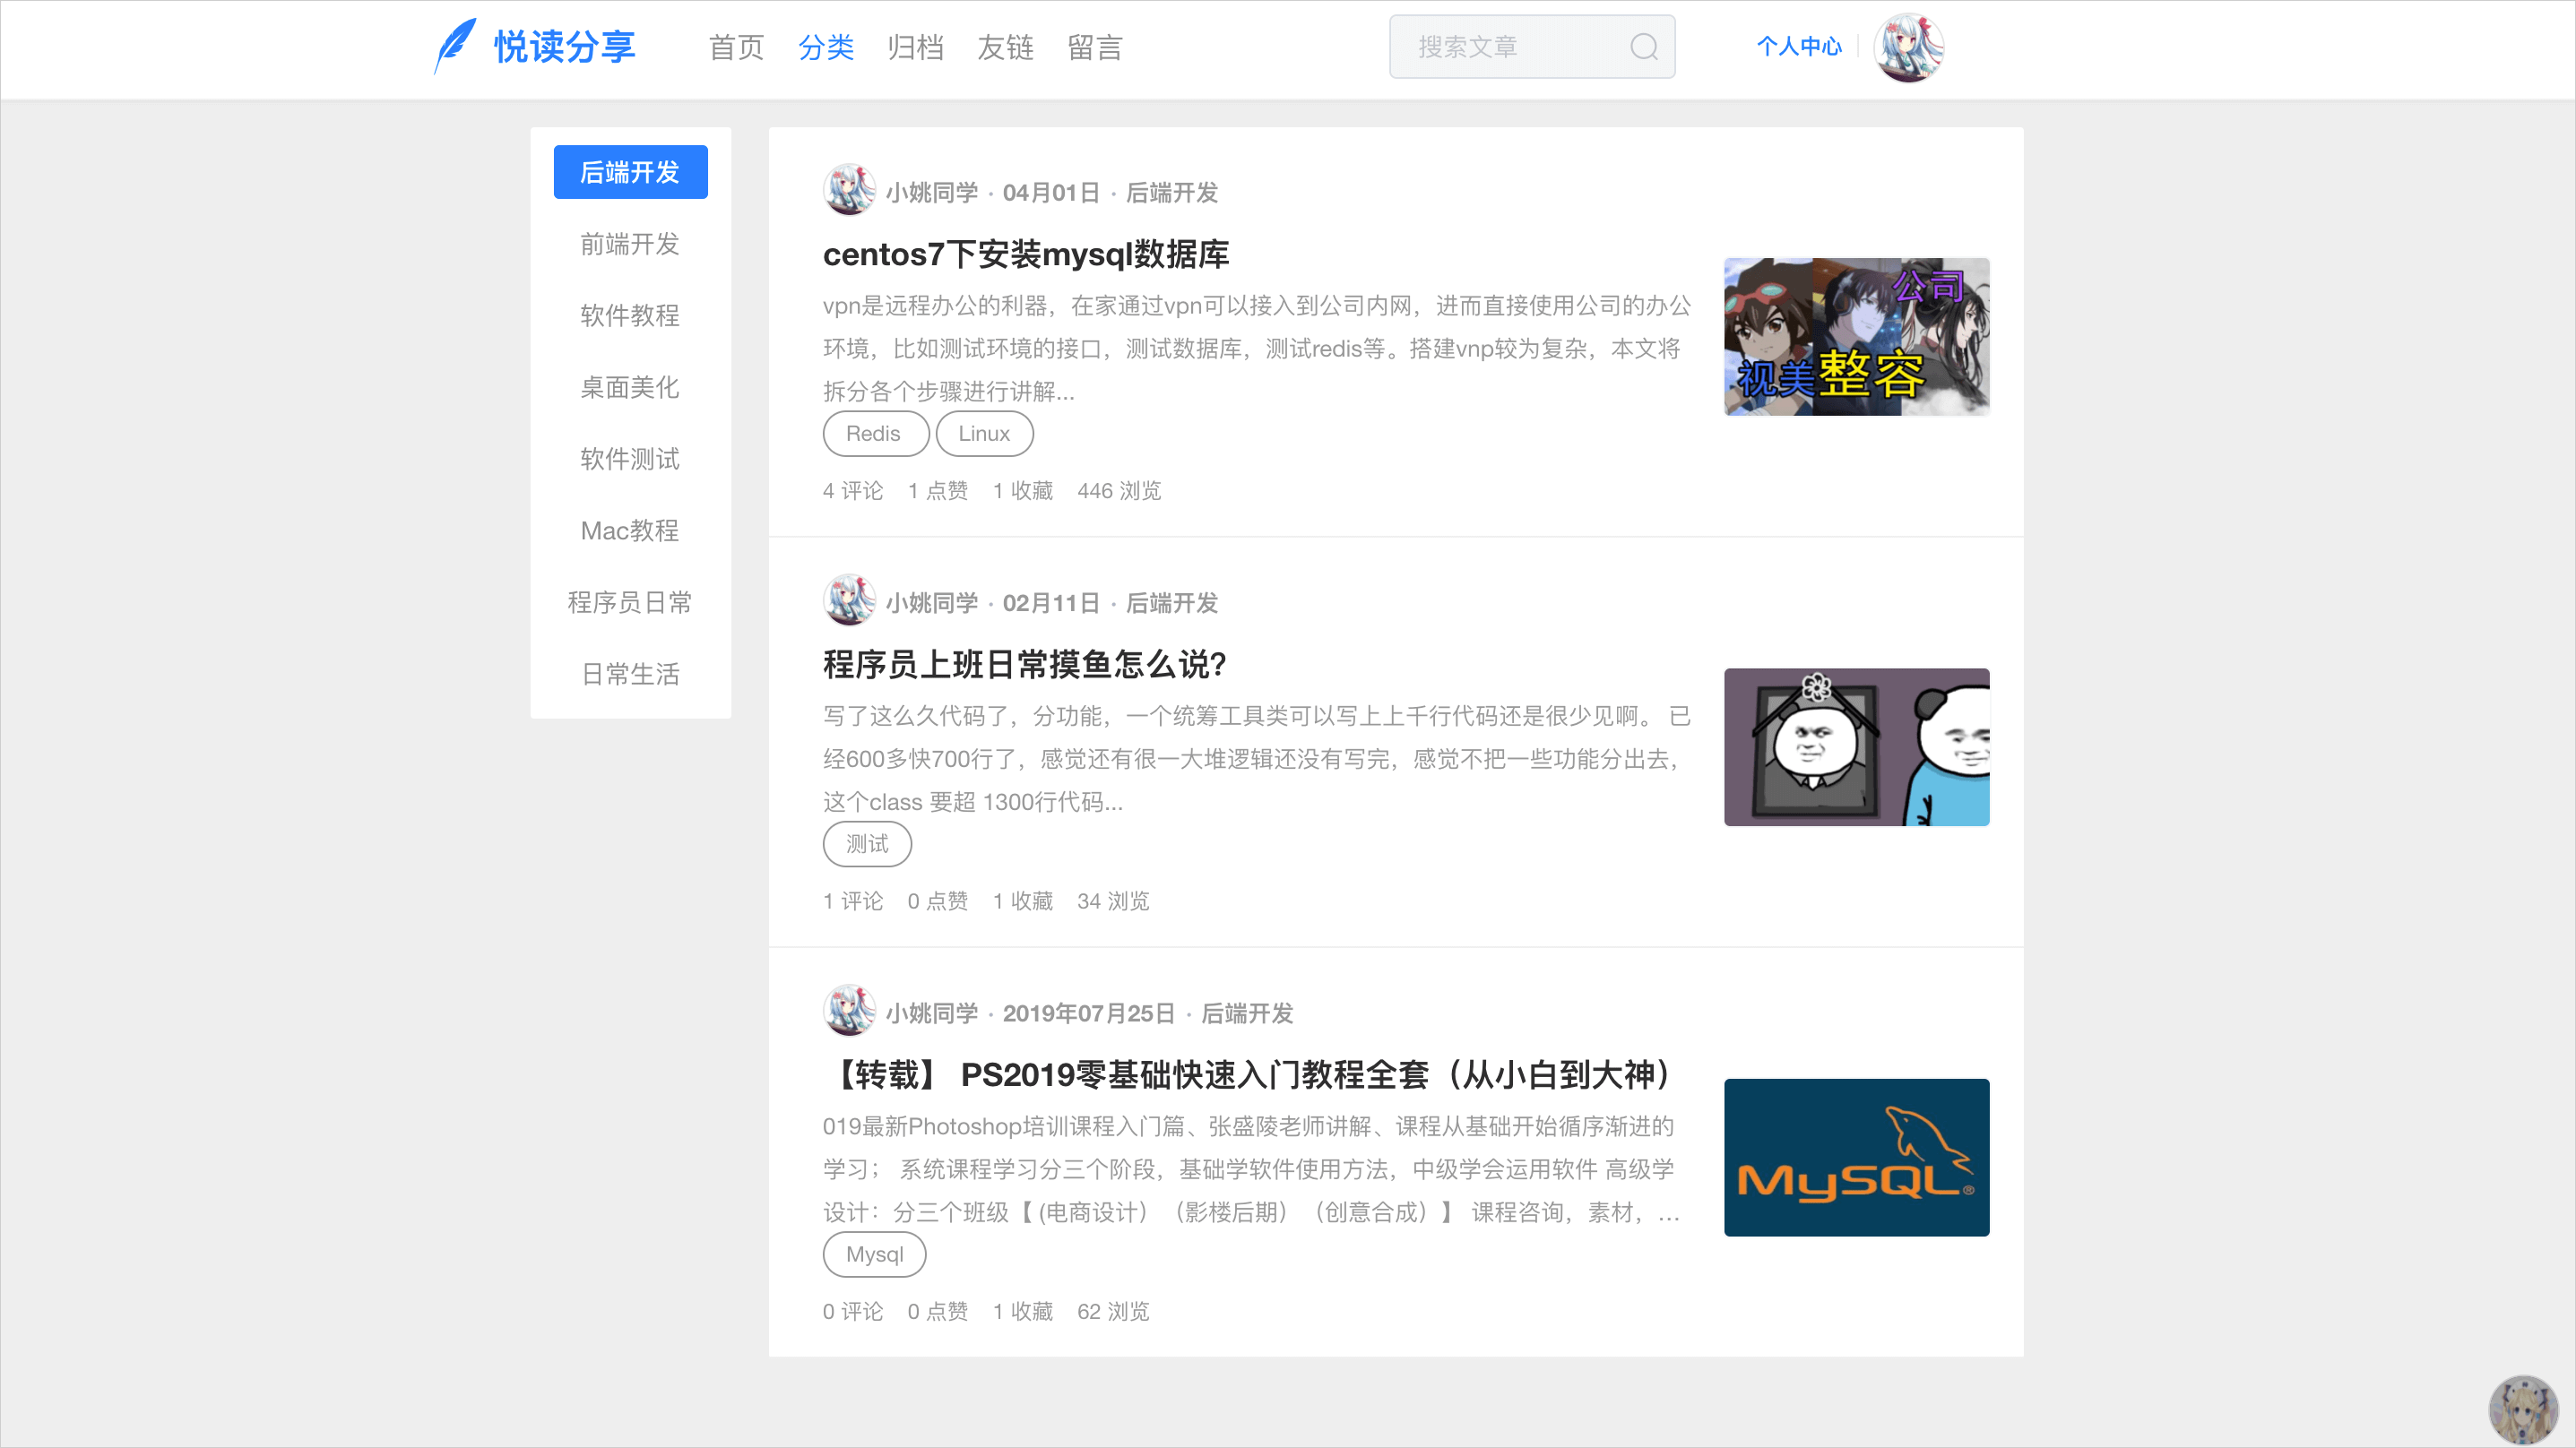 悦读分享
首页 分类 归档 友链 留言
搜索文章
个人中心
后端开发
前端开发
软件教程
桌面美化
软件测试
Mac教程
程序员日常
日常生活
小姚同学 · 04月01日 · 后端开发
centos7下安装mysql数据库
vpn是远程办公的利器，在家通过vpn可以接入到公司内网，进而直接使用公司的办公
环境，比如测试环境的接口，测试数据库，测试redis等。搭建vnp较为复杂，本文将
拆分各个步骤进行讲解...
Redis Linux
4 评论 1 点赞 1 收藏 446 浏览
公司
视美整容
小姚同学 · 02月11日 · 后端开发
程序员上班日常摸鱼怎么说?
写了这么久代码了，分功能，一个统筹工具类可以写上上千行代码还是很少见啊。 已
经600多快700行了，感觉还有很一大堆逻辑还没有写完，感觉不把一些功能分出去，
这个class 要超 1300行代码...
测试
1 评论 0 点赞 1 收藏 34 浏览
小姚同学 · 2019年07月25日 · 后端开发
【转载】 PS2019零基础快速入门教程全套（从小白到大神）
019最新Photoshop培训课程入门篇、张盛陵老师讲解、课程从基础开始循序渐进的
学习； 系统课程学习分三个阶段，基础学软件使用方法，中级学会运用软件 高级学
设计：分三个班级【 (电商设计）（影楼后期）（创意合成）】 课程咨询，素材，...
Mysql
0 评论 0 点赞 1 收藏 62 浏览
MySQL®